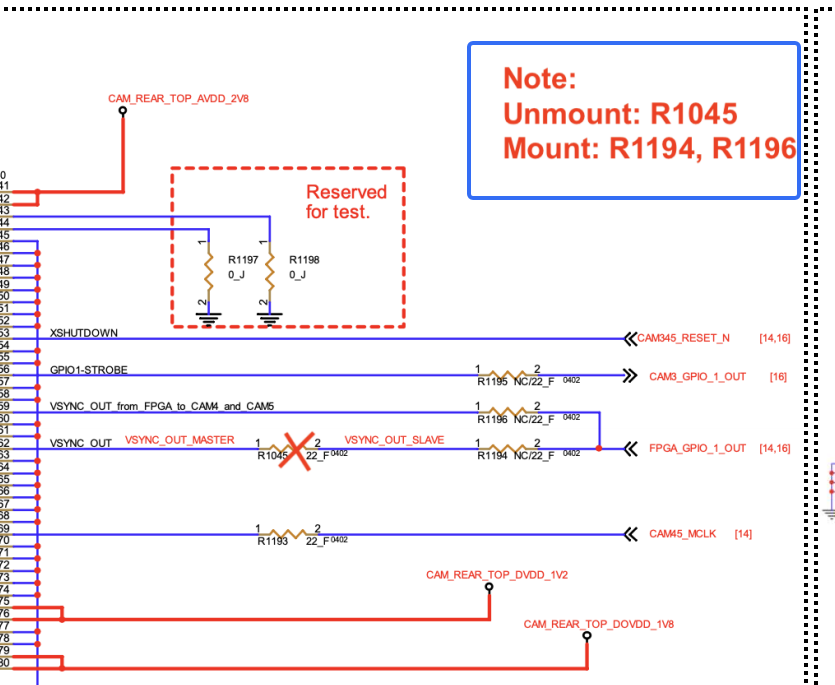 Note:
Unmount: R1045
Mount: R1194, R1196
CAM_REAR_TOP_AVDD_2V8
Reserved
for test.
41
42
43
44
45
46
47
48
49
50
51
52
53
54
55
56
57
58
59
60
61
62
63
64
65
66
67
68
69
70
71
72
73
74
75
76
77
78
79
80
1
R1197
0_J
2
1
R1198
0_J
2
XSHUTDOWN
CAM345_RESET_N [14,16]
GPIO1-STROBE
1 2
R1195 NC/22_F 0402
CAM3_GPIO_1_OUT [16]
VSYNC_OUT_from_FPGA_to_CAM4_and_CAM5
1 2
R1196 NC/22_F 0402
VSYNC_OUT VSYNC_OUT_MASTER
1 2
R1045 22_F 0402
VSYNC_OUT_SLAVE
1 2
R1194 NC/22_F 0402
FPGA_GPIO_1_OUT [14,16]
1 2
R1193 22_F 0402
CAM45_MCLK [14]
CAM_REAR_TOP_DVDD_1V2
CAM_REAR_TOP_DOVDD_1V8